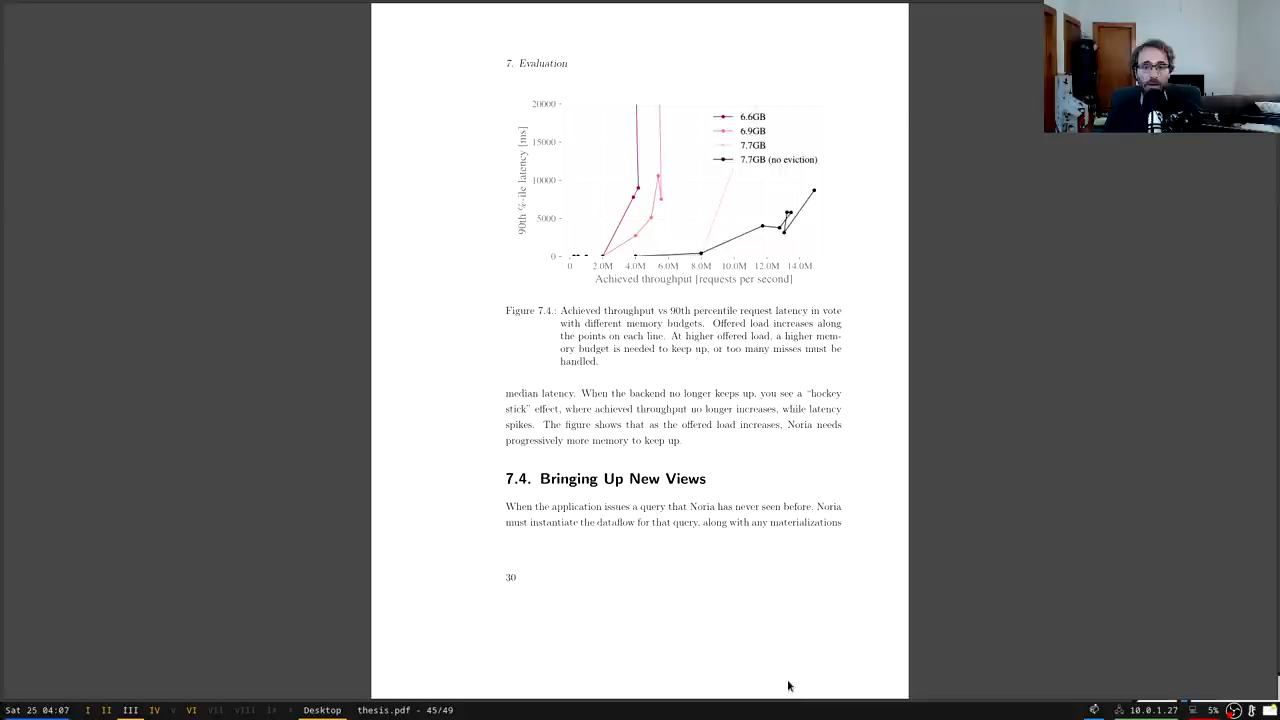 7. Evaluation
20000
15000
10000
5000
0
90th %-ile latency [ms]
6.6GB
6.9GB
7.7GB
7.7GB (no eviction)
0 2.0M 4.0M 6.0M 8.0M 10.0M 12.0M 14.0M
Achieved throughput [requests per second]
Figure 7.4.: Achieved throughput vs 90th percentile request latency in vote
with different memory budgets. Offered load increases along
the points on each line. At higher offered load, a higher mem-
ory budget is needed to keep up, or too many misses must be
handled.
median latency. When the backend no longer keeps up, you see a “hockey
stick” effect, where achieved throughput no longer increases, while latency
spikes. The figure shows that as the offered load increases, Noria needs
progressively more memory to keep up.
7.4. Bringing Up New Views
When the application issues a query that Noria has never seen before, Noria
must instantiate the dataflow for that query, along with any materializations
30
Sat 25 04:07 I II III IV v VI VII VIII IX x Desktop thesis.pdf - 45/49 10.0.1.27 5%